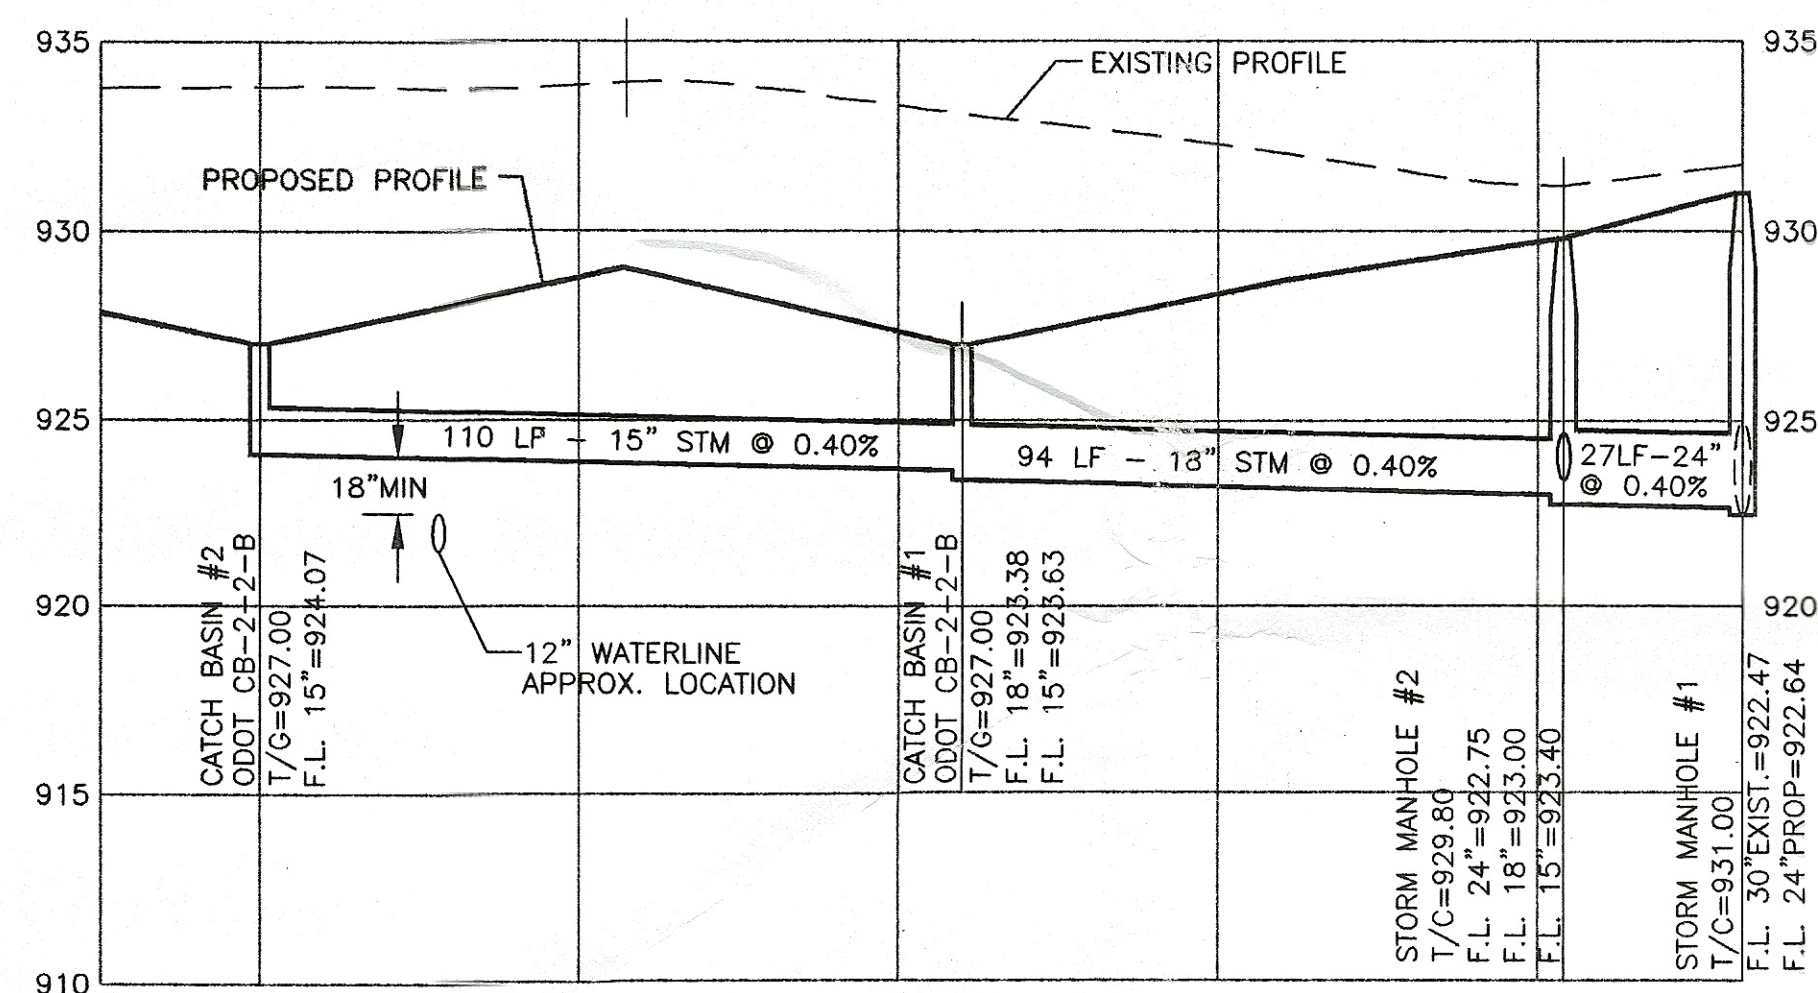 935
935
EXISTING PROFILE
PROPOSED PROFILE
930
930
925
925
110 LF - 15" STM @ 0.40%
94 LF - 18" STM @ 0.40%
27LF-24"
@ 0.40%
18"MIN
920
920
12" WATERLINE
APPROX. LOCATION
CATCH BASIN #2
ODOT CB-2-2-B
T/G=927.00
F.L. 15"=924.07
CATCH BASIN #1
ODOT CB-2-2-B
T/G=927.00
F.L. 18"=923.38
F.L. 15"=923.63
STORM MANHOLE #2
T/C=929.80
F.L. 24"=922.75
F.L. 18"=923.00
F.L. 15"=923.40
STORM MANHOLE #1
T/C=931.00
F.L. 30"EXIST.=922.47
F.L. 24"PROP=922.64
915
910